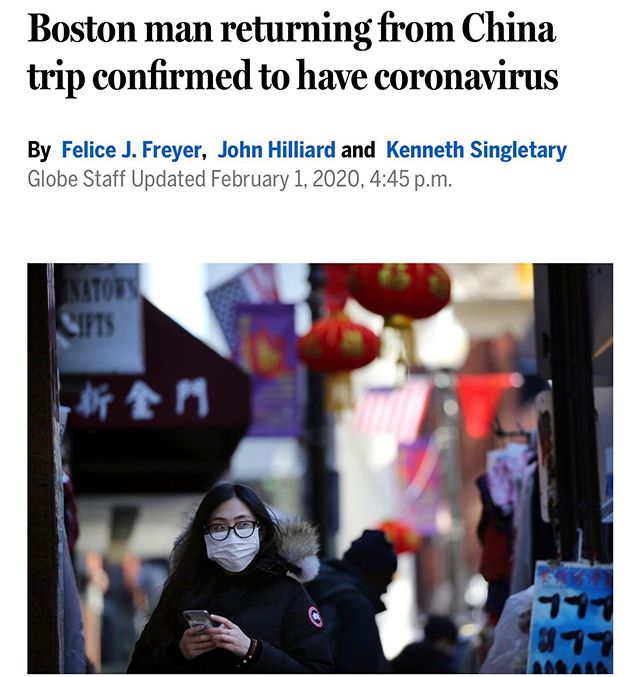 Boston man returning from China
trip confirmed to have coronavirus
By Felice J. Freyer, John Hilliard and Kenneth Singletary
Globe Staff Updated February 1, 2020, 4:45 p.m.
GIFTS
新金門